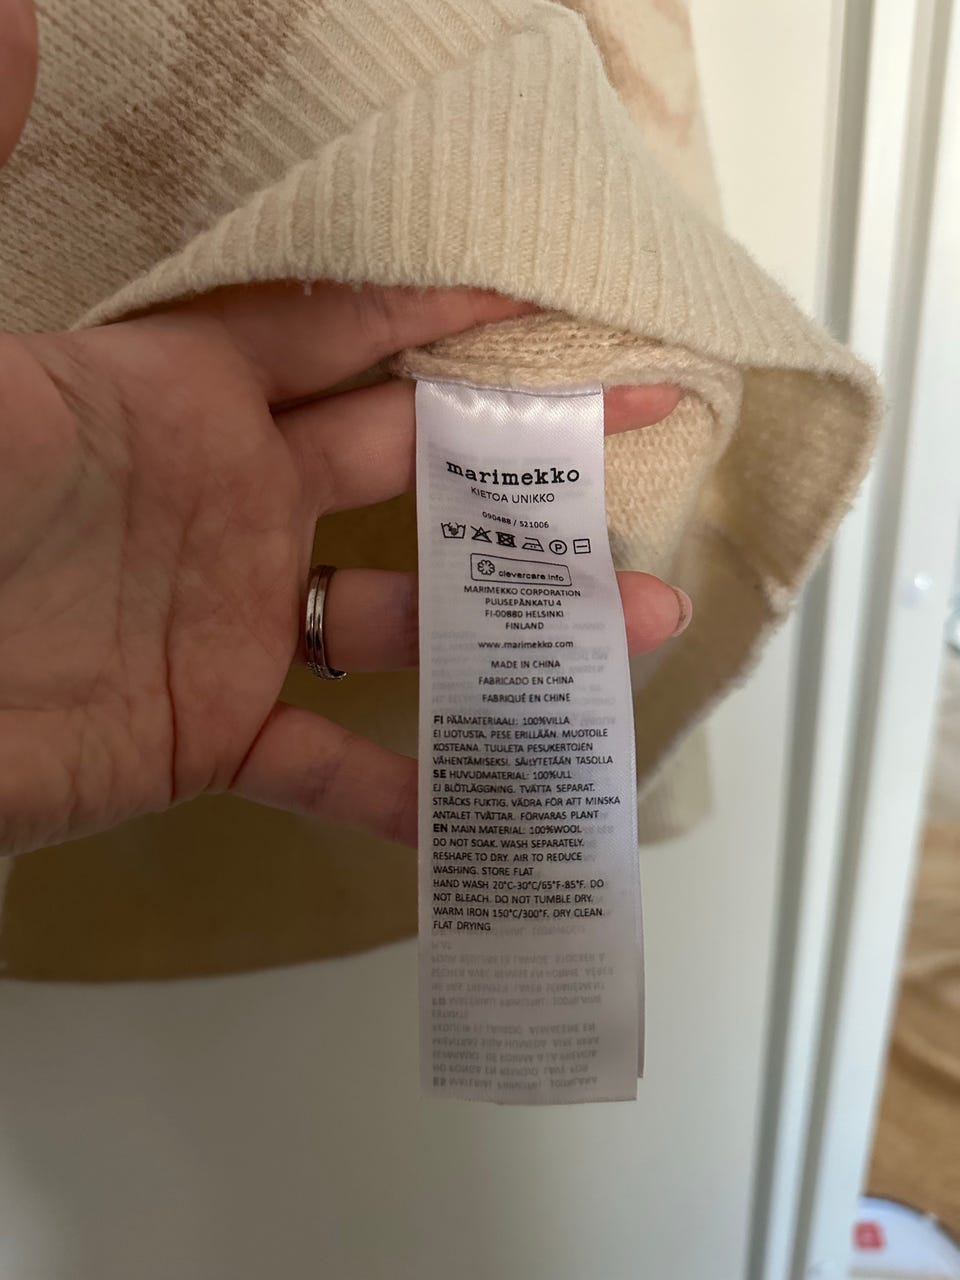 marimekko
KIETOA UNIKKO
090488 / 521006
P
clevercare.info
MARIMEKKO CORPORATION
PUUSEPÄNKATU 4
FI-00880 HELSINKI
FINLAND
www.marimekko.com
MADE IN CHINA
FABRICADO EN CHINA
FABRIQUÉ EN CHINE
FI PÄÄMATERIAALI: 100%VILLA
EI LIOTUSTA. PESE ERILLÄÄN. MUOTOILE
KOSTEANA. TUULETA PESUKERTOJEN
VÄHENTÄMISEKSI. SÄILYTETÄÄN TASOLLA
SE HUVUDMATERIAL: 100%ULL
EJ BLÖTLÄGGNING. TVÄTTA SEPARAT.
STRÄCKS FUKTIG. VÄDRA FÖR ATT MINSKA
ANTALET TVÄTTAR. FÖRVARAS PLANT
EN MAIN MATERIAL: 100%WOOL
DO NOT SOAK. WASH SEPARATELY.
RESHAPE TO DRY. AIR TO REDUCE
WASHING. STORE FLAT
HAND WASH 20°C-30°C/65°F-85°F. DO
NOT BLEACH. DO NOT TUMBLE DRY.
WARM IRON 150°C/300°F. DRY CLEAN.
FLAT DRYING